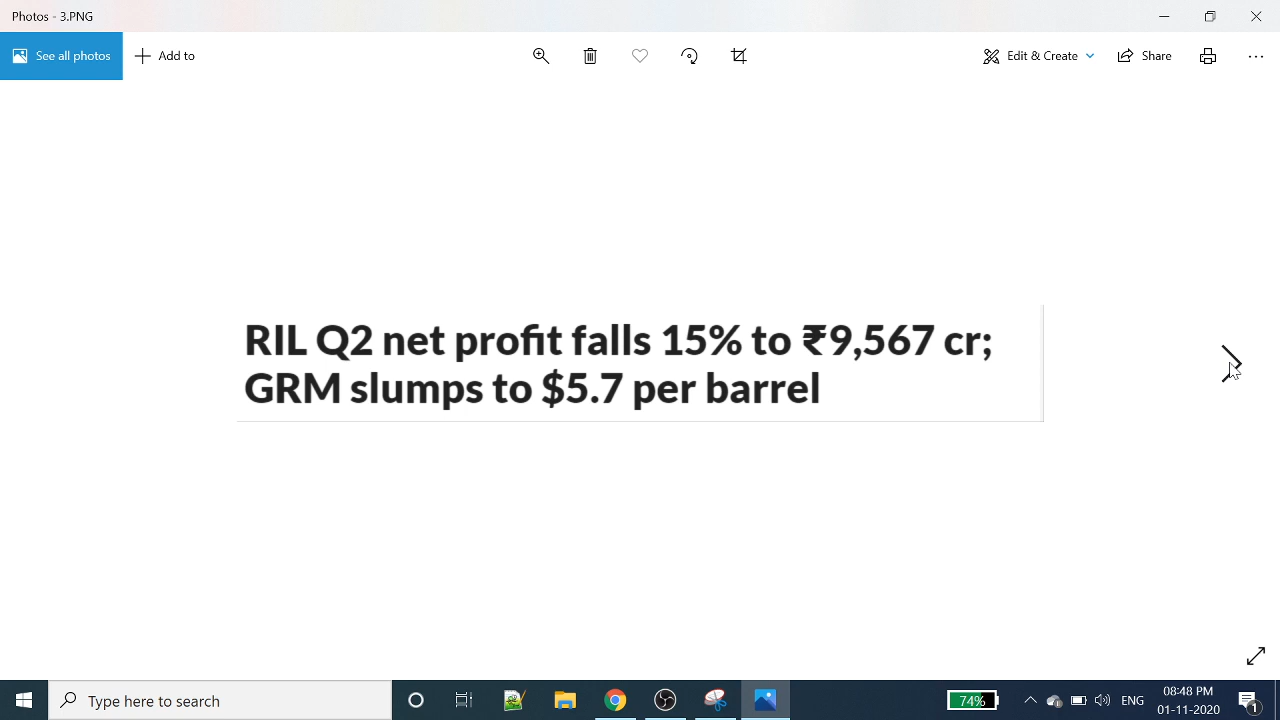 Photos - 3.PNG
See all photos
Add to
Edit & Create
Share
RIL Q2 net profit falls 15% to ₹9,567 cr;
GRM slumps to $5.7 per barrel
Type here to search
74%
ENG
08:48 PM
01-11-2020
1